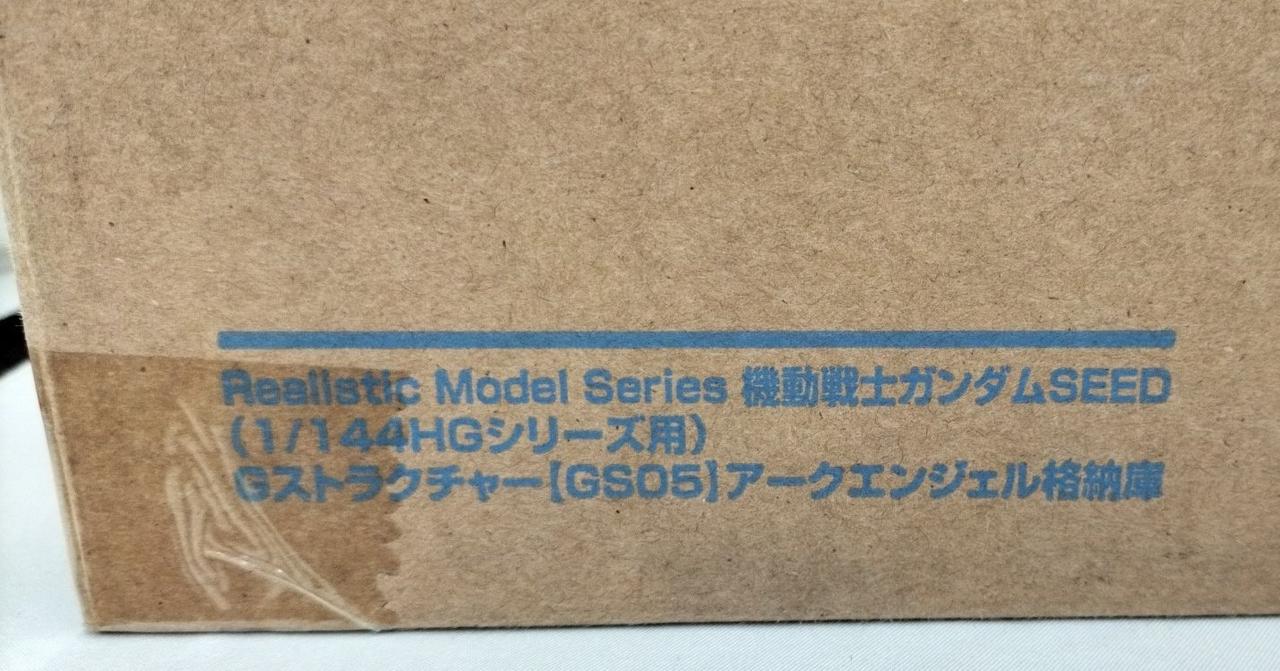 Realistic Model Series 機動戦士ガンダムSEED
(1/144HGシリーズ用)
Gストラクチャー[GS05]アークエンジェル格納庫